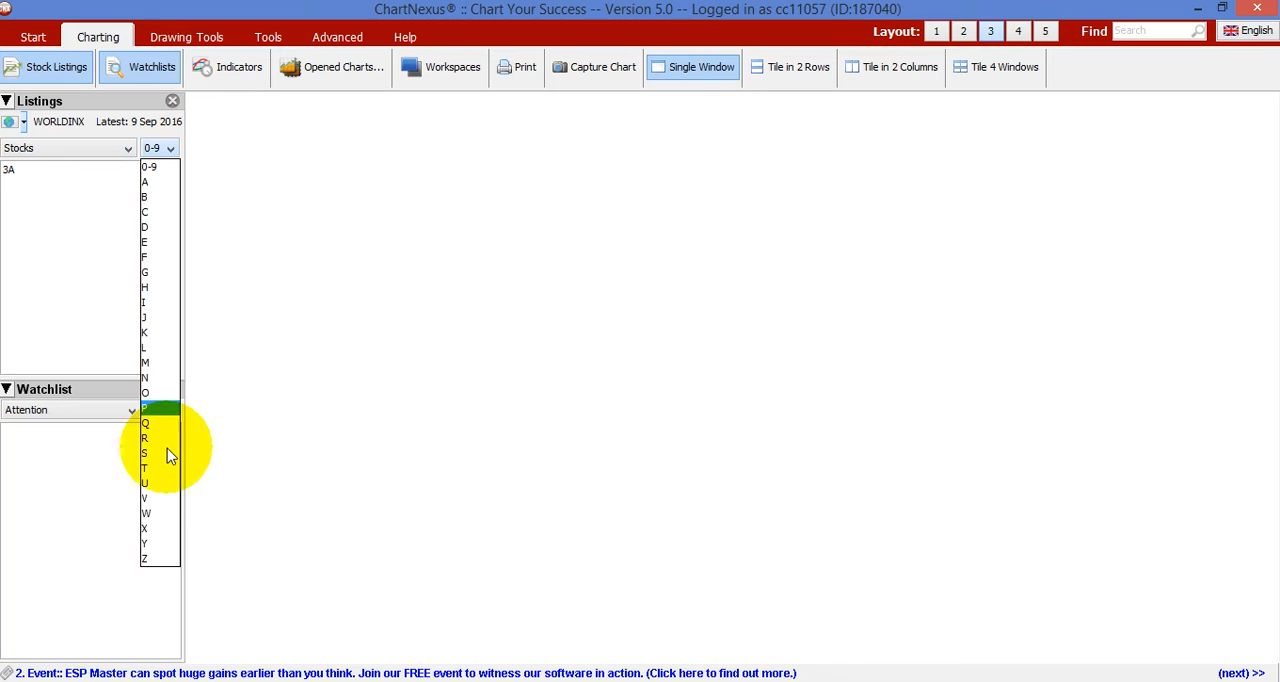 ChartNexus® :: Chart Your Success -- Version 5.0 -- Logged in as cc11057 (ID:187040)
Start Charting Drawing Tools Tools Advanced Help Layout: 1 2 3 4 5 Find Search English
Stock Listings Watchlists Indicators Opened Charts... Workspaces Print Capture Chart Single Window Tile in 2 Rows Tile in 2 Columns Tile 4 Windows
Listings
WORLDINX Latest: 9 Sep 2016
Stocks 0-9
3A
0-9
A
B
C
D
E
F
G
H
I
J
K
L
M
N
O
P
Q
R
S
T
U
V
W
X
Y
Z
Watchlist
Attention
2. Event:: ESP Master can spot huge gains earlier than you think. Join our FREE event to witness our software in action. (Click here to find out more.) (next) >>